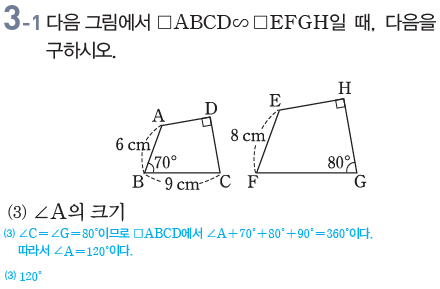 3-1 다음 그림에서 □ABCD∽□EFGH일 때, 다음을
구하시오.
A D
6 cm
70°
B 9 cm C
E H
8 cm
80°
F G
(3) ∠A의 크기
(3) ∠C=∠G=80°이므로 □ABCD에서 ∠A+70°+80°+90°=360°이다.
따라서 ∠A=120°이다.
(3) 120°